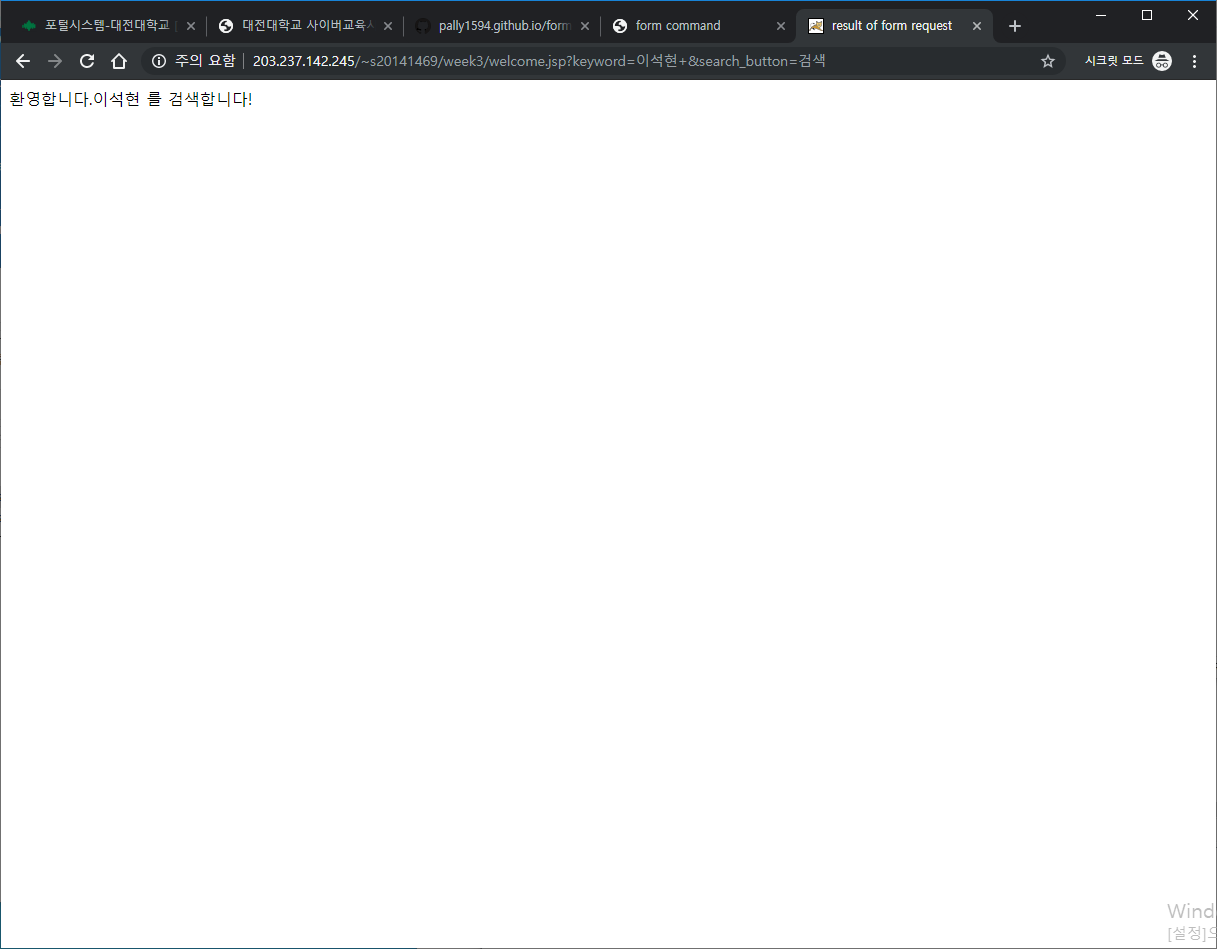 포털시스템-대전대학교
대전대학교 사이버교육
pally1594.github.io/form
form command
result of form request
주의 요함
203.237.142.245/~s20141469/week3/welcome.jsp?keyword=이석현+&search_button=검색
시크릿 모드
환영합니다.이석현 를 검색합니다!
Wind
[설정]으